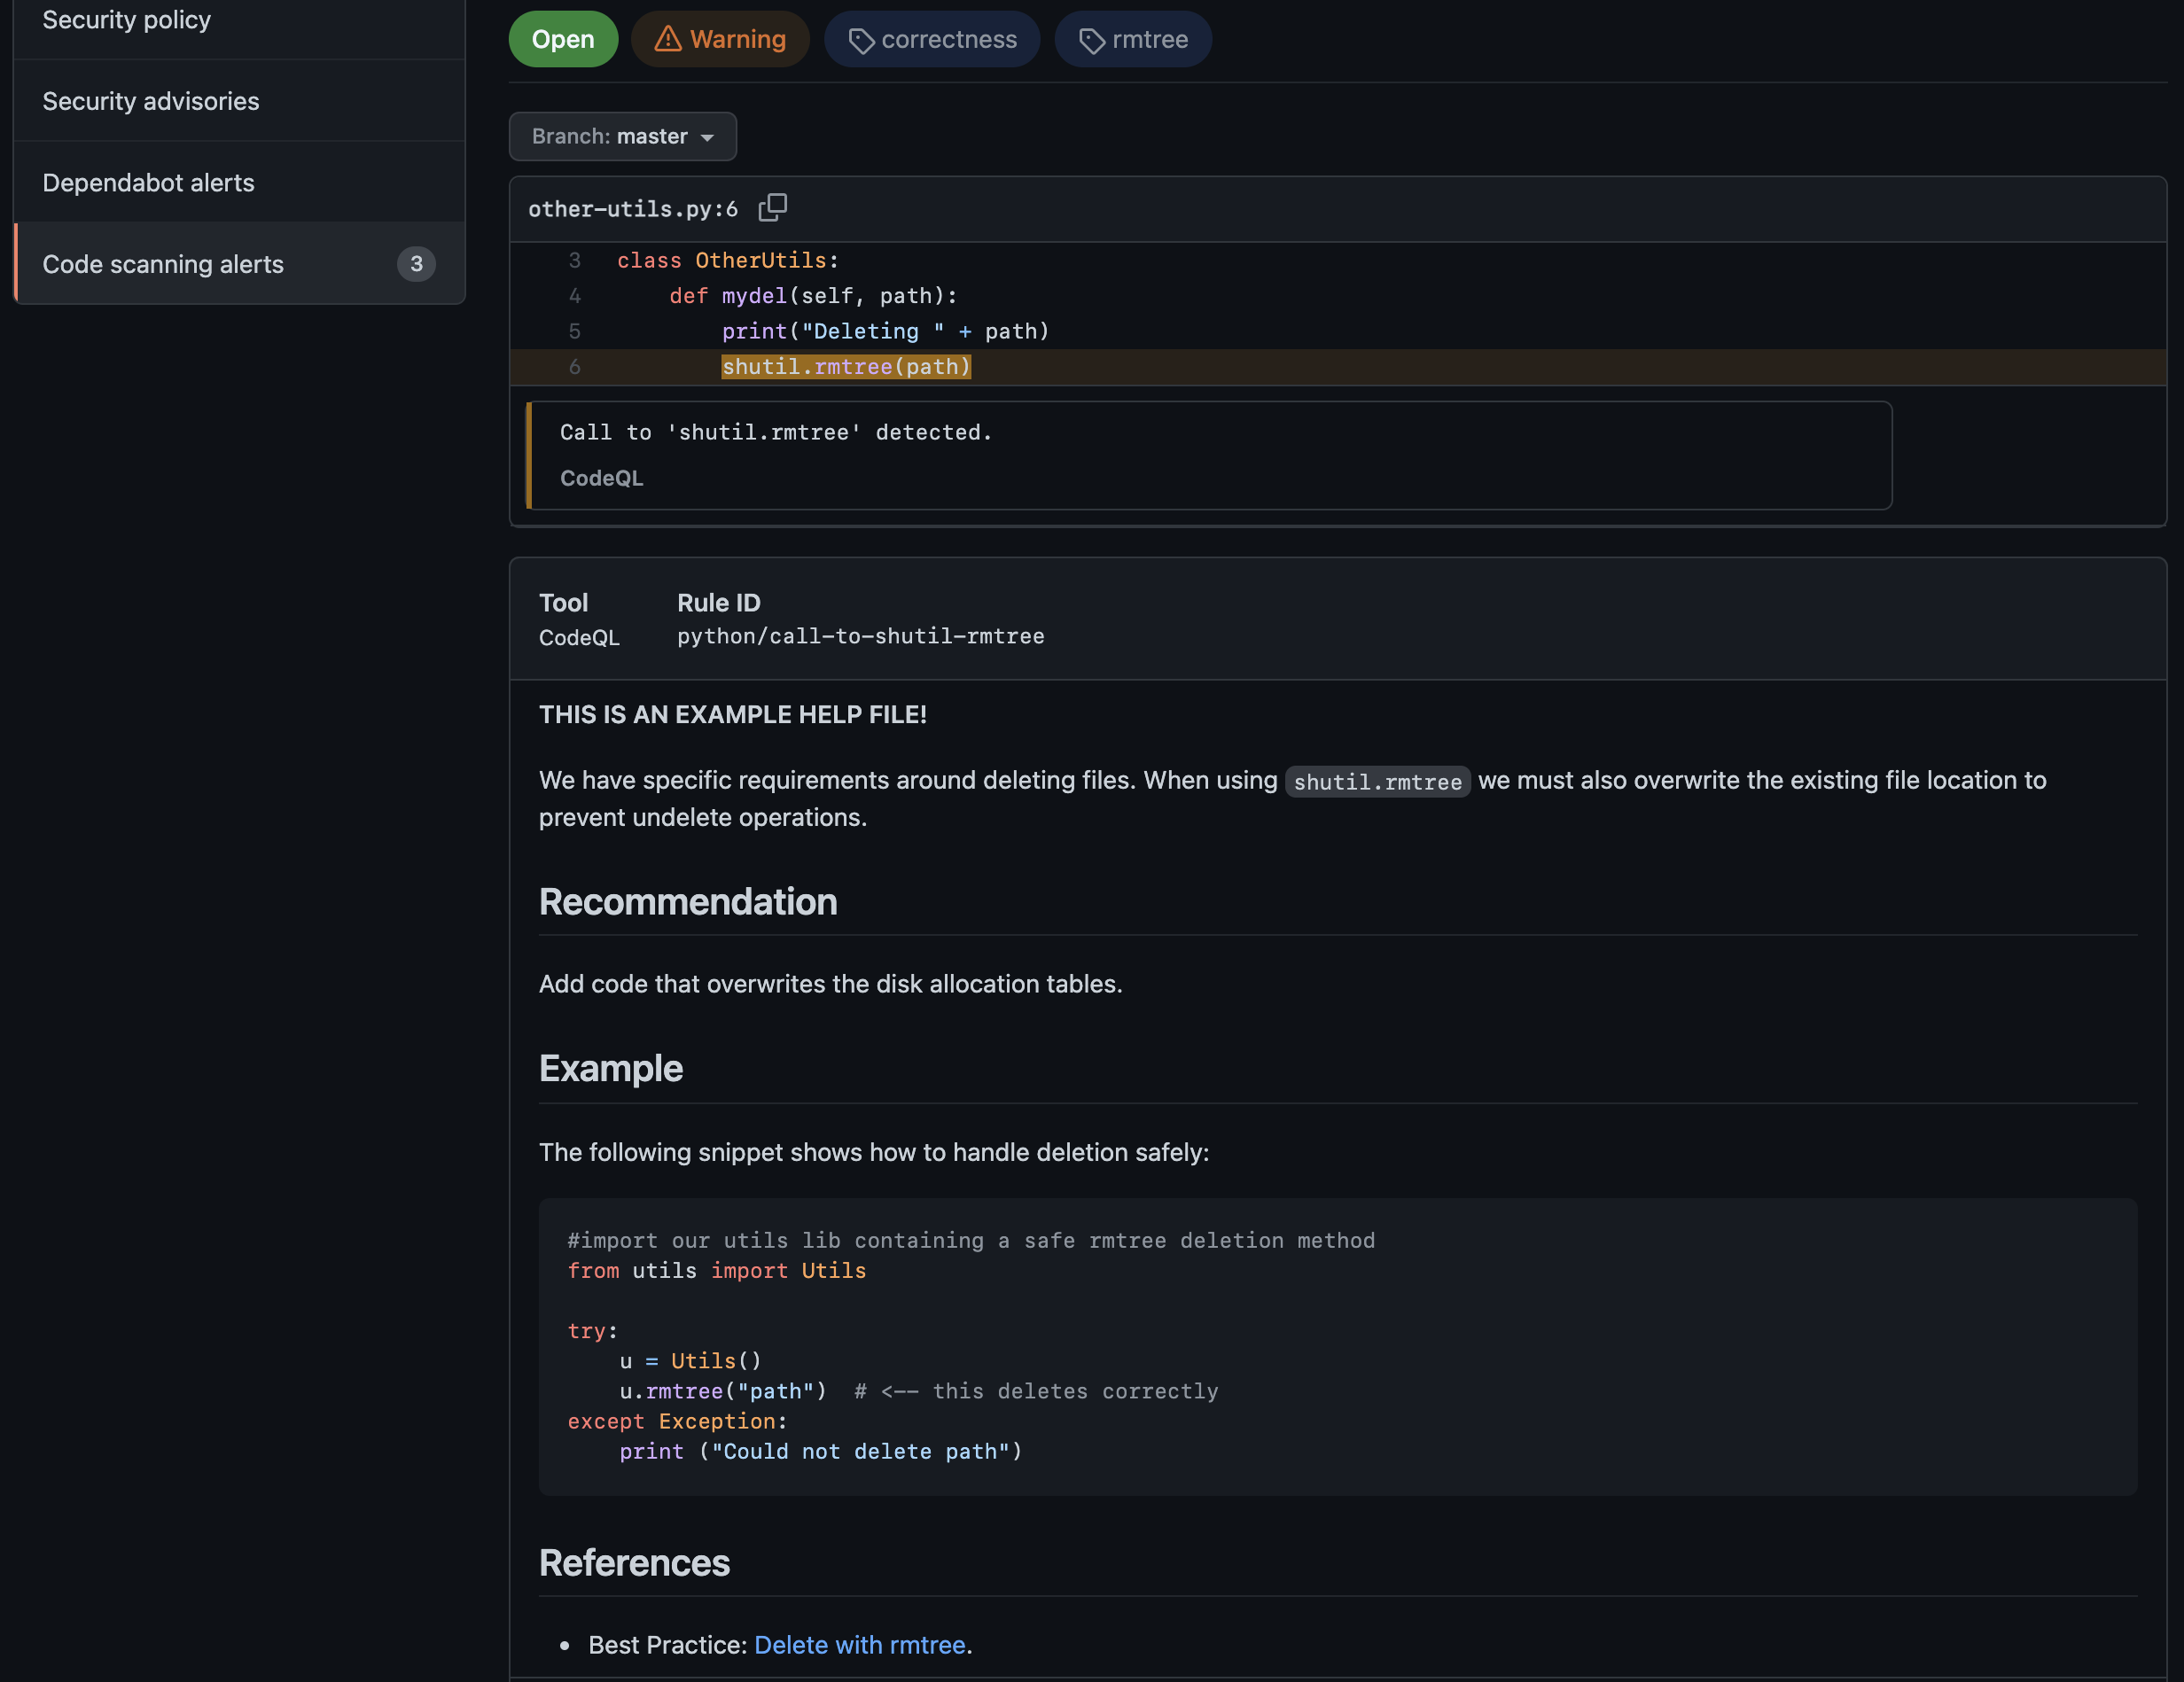 Security policy
Security advisories
Dependabot alerts
Code scanning alerts 3
Open Warning correctness rmtree
Branch: master
other-utils.py:6
3 class OtherUtils:
4     def mydel(self, path):
5         print("Deleting " + path)
6         shutil.rmtree(path)
Call to 'shutil.rmtree' detected.
CodeQL
Tool Rule ID
CodeQL python/call-to-shutil-rmtree
THIS IS AN EXAMPLE HELP FILE!
We have specific requirements around deleting files. When using shutil.rmtree we must also overwrite the existing file location to
prevent undelete operations.
Recommendation
Add code that overwrites the disk allocation tables.
Example
The following snippet shows how to handle deletion safely:
#import our utils lib containing a safe rmtree deletion method
from utils import Utils
try:
    u = Utils()
    u.rmtree("path")  # <-- this deletes correctly
except Exception:
    print ("Could not delete path")
References
• Best Practice: Delete with rmtree.